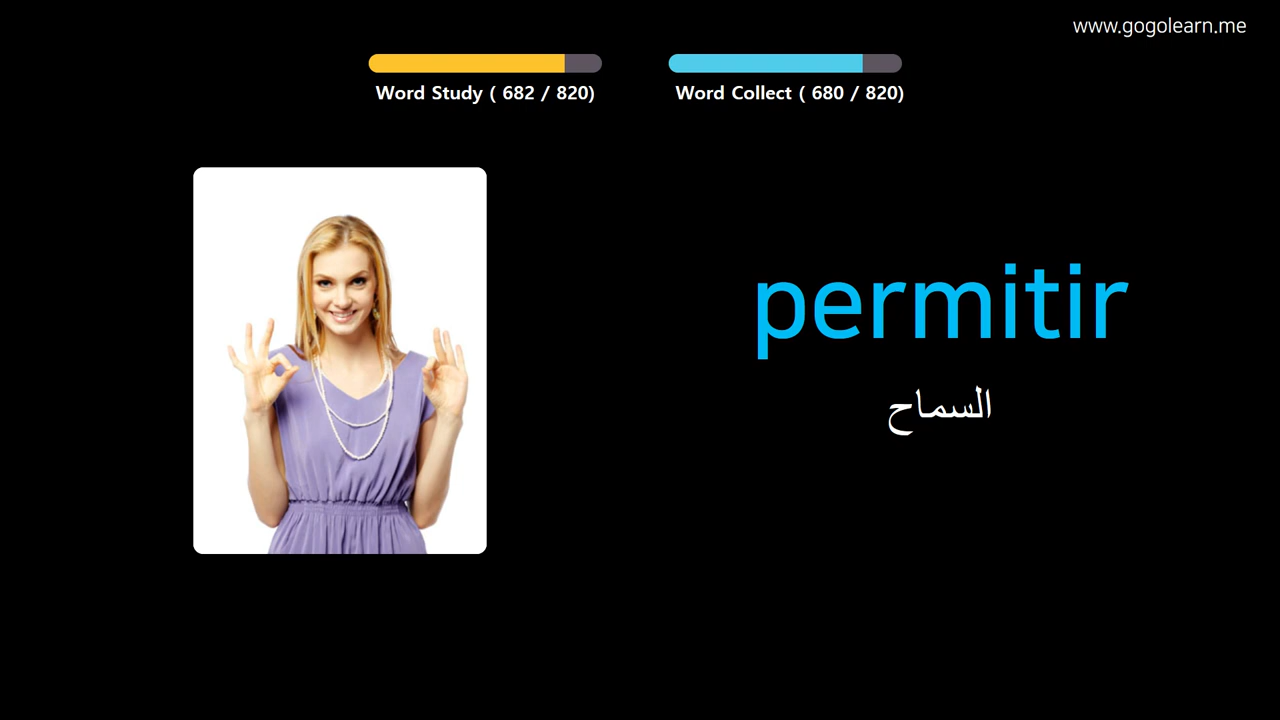 www.gogolearn.me
Word Study ( 682 / 820)
Word Collect ( 680 / 820)
permitir
السماح